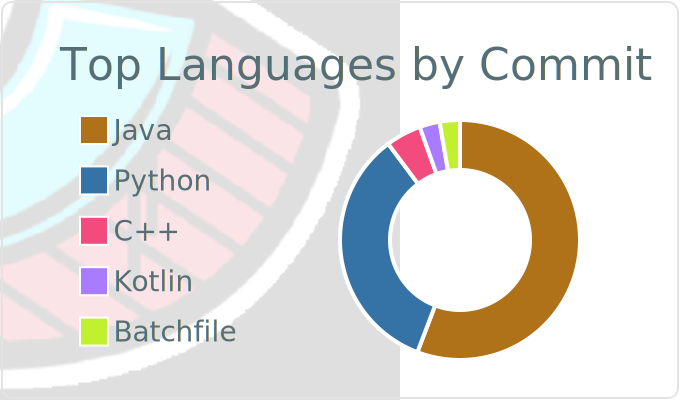 Top Languages by Commit
Java
Python
C++
Kotlin
Batchfile